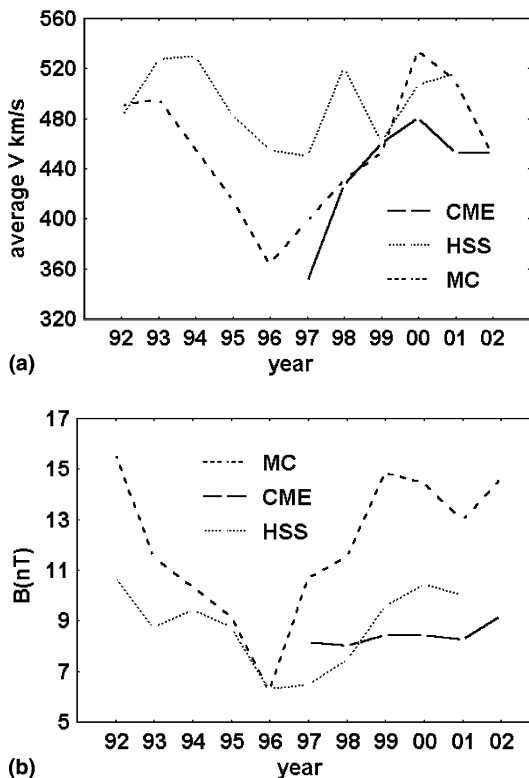 560
520
480
440
400
360
320
average V km/s
CME
HSS
MC
92 93 94 95 96 97 98 99 00 01 02
year
(a)
17
15
13
11
9
7
5
B(nT)
MC
CME
HSS
92 93 94 95 96 97 98 99 00 01 02
year
(b)